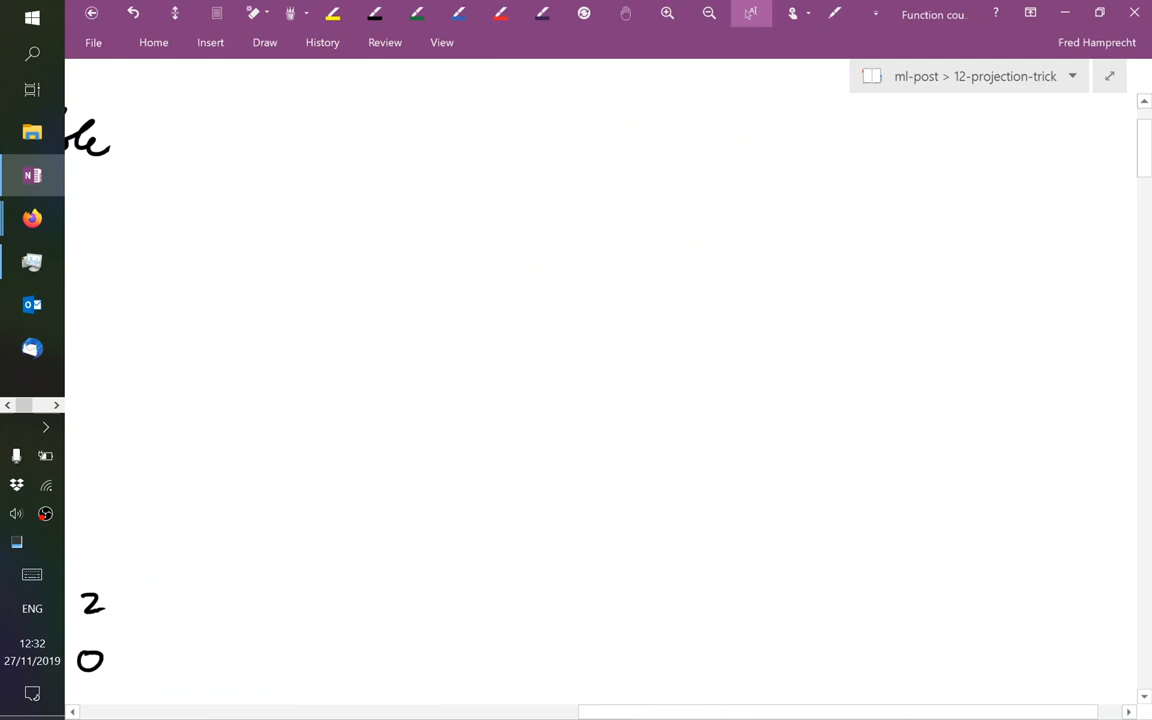 Function cou...
File Home Insert Draw History Review View
Fred Hamprecht
ml-post > 12-projection-trick
2
0
ENG
12:32
27/11/2019